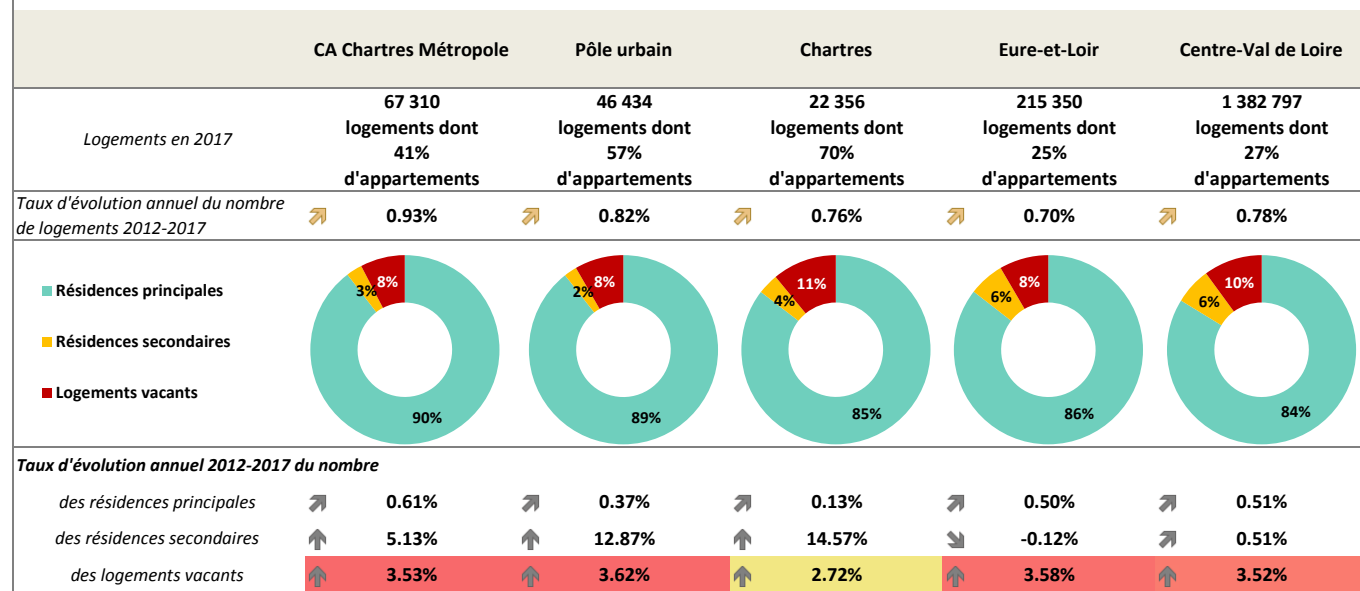 CA Chartres Métropole Pôle urbain Chartres Eure-et-Loir Centre-Val de Loire
Logements en 2017
67 310
logements dont
41%
d'appartements
46 434
logements dont
57%
d'appartements
22 356
logements dont
70%
d'appartements
215 350
logements dont
25%
d'appartements
1 382 797
logements dont
27%
d'appartements
Taux d'évolution annuel du nombre
de logements 2012-2017
0.93% 0.82% 0.76% 0.70% 0.78%
Résidences principales
Résidences secondaires
Logements vacants
3% 8%
90%
2% 8%
89%
4% 11%
85%
6% 8%
86%
6% 10%
84%
Taux d'évolution annuel 2012-2017 du nombre
des résidences principales 0.61% 0.37% 0.13% 0.50% 0.51%
des résidences secondaires 5.13% 12.87% 14.57% -0.12% 0.51%
des logements vacants 3.53% 3.62% 2.72% 3.58% 3.52%